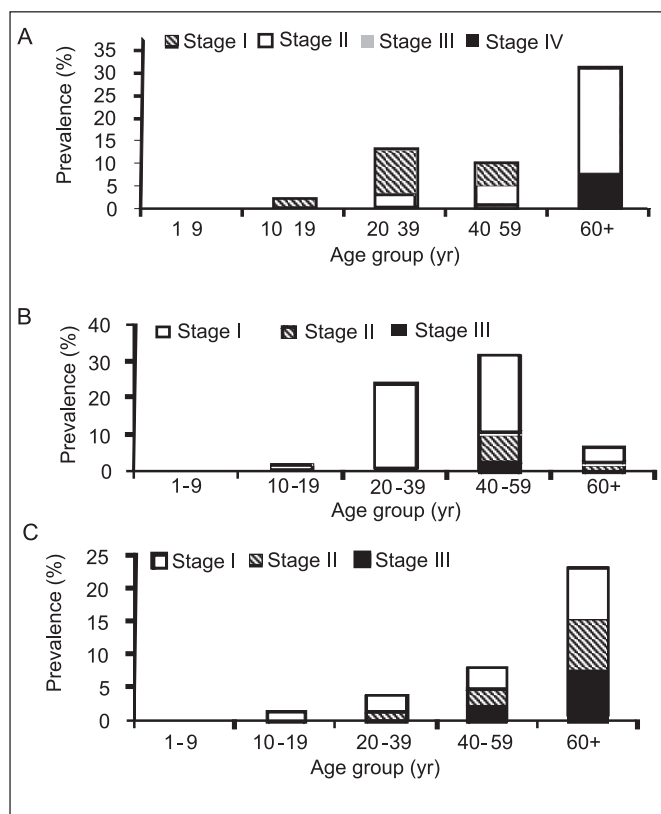 A
Stage I Stage II Stage III Stage IV
Prevalence (%)
35
30
25
20
15
10
5
0
1 9 10 19 20 39 40 59 60+
Age group (yr)
B
Stage I Stage II Stage III
Prevalence (%)
40
30
20
10
0
1-9 10-19 20-39 40-59 60+
Age group (yr)
C
Stage I Stage II Stage III
Prevalence (%)
25
20
15
10
5
0
1-9 10-19 20-39 40-59 60+
Age group (yr)